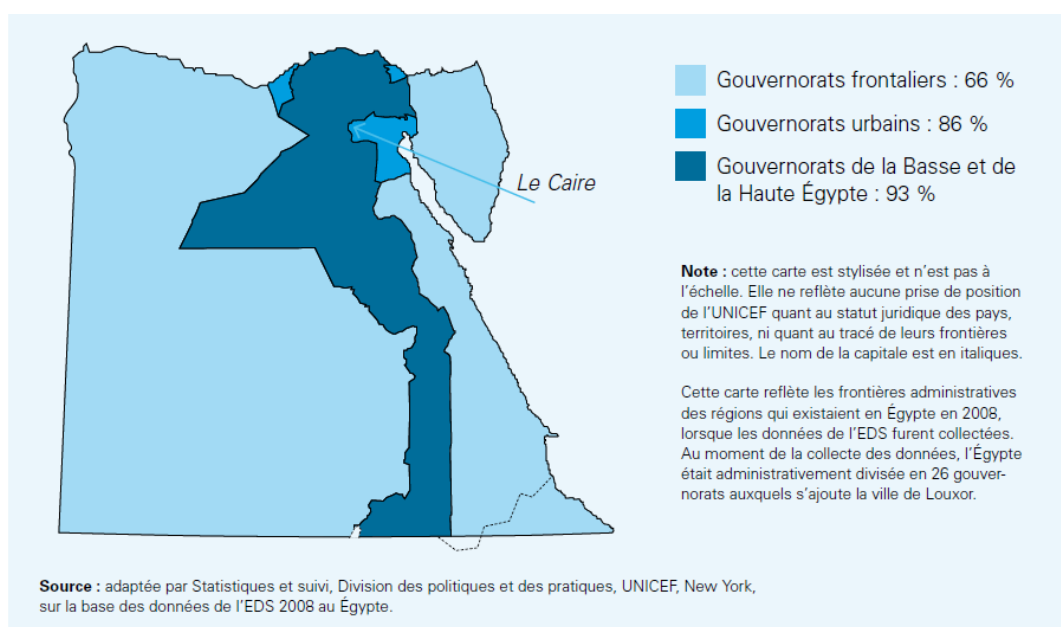 Le Caire
Gouvernorats frontaliers : 66 %
Gouvernorats urbains : 86 %
Gouvernorats de la Basse et de
la Haute Égypte : 93 %
Note : cette carte est stylisée et n’est pas à
l’échelle. Elle ne reflète aucune prise de position
de l’UNICEF quant au statut juridique des pays,
territoires, ni quant au tracé de leurs frontières
ou limites. Le nom de la capitale est en italiques.
Cette carte reflète les frontières administratives
des régions qui existaient en Égypte en 2008,
lorsque les données de l’EDS furent collectées.
Au moment de la collecte des données, l’Égypte
était administrativement divisée en 26 gouver-
norats auxquels s’ajoute la ville de Louxor.
Source : adaptée par Statistiques et suivi, Division des politiques et des pratiques, UNICEF, New York,
sur la base des données de l’EDS 2008 au Égypte.